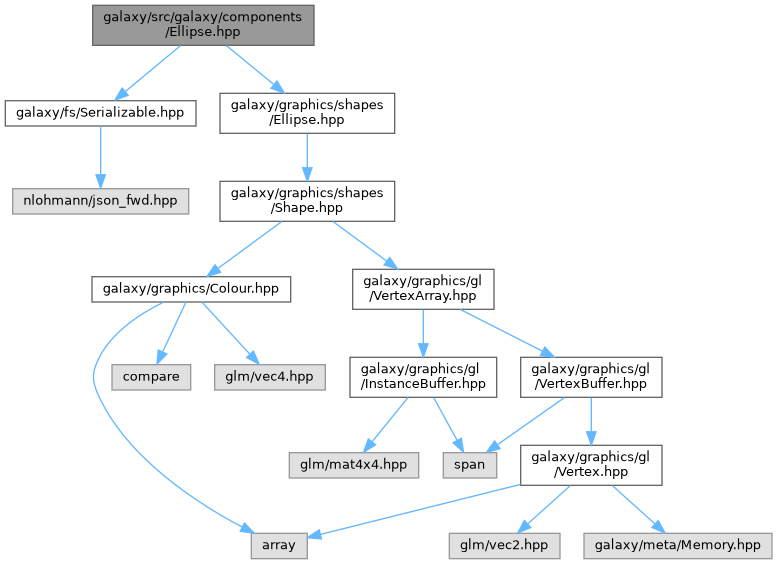 galaxy/src/galaxy/components
/Ellipse.hpp
galaxy/fs/Serializable.hpp
galaxy/graphics/shapes
/Ellipse.hpp
nlohmann/json_fwd.hpp
galaxy/graphics/shapes
/Shape.hpp
galaxy/graphics/Colour.hpp
galaxy/graphics/gl
/VertexArray.hpp
compare
glm/vec4.hpp
galaxy/graphics/gl
/InstanceBuffer.hpp
galaxy/graphics/gl
/VertexBuffer.hpp
glm/mat4x4.hpp
span
galaxy/graphics/gl
/Vertex.hpp
array
glm/vec2.hpp
galaxy/meta/Memory.hpp